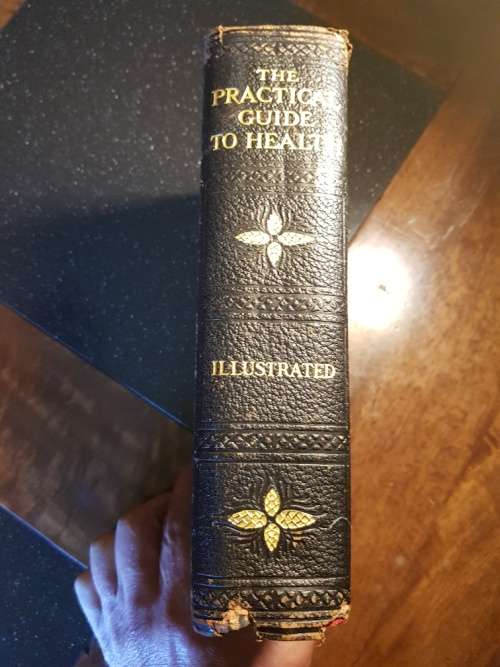 THE
PRACTICAL
GUIDE
TO HEALTH
ILLUSTRATED